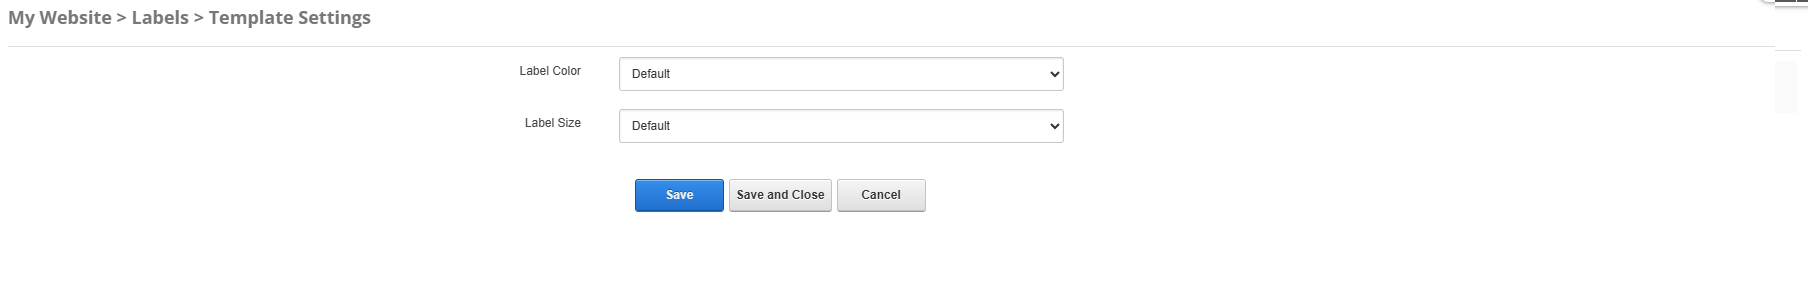 My Website > Labels > Template Settings
Label Color
Default
Label Size
Default
Save Save and Close Cancel